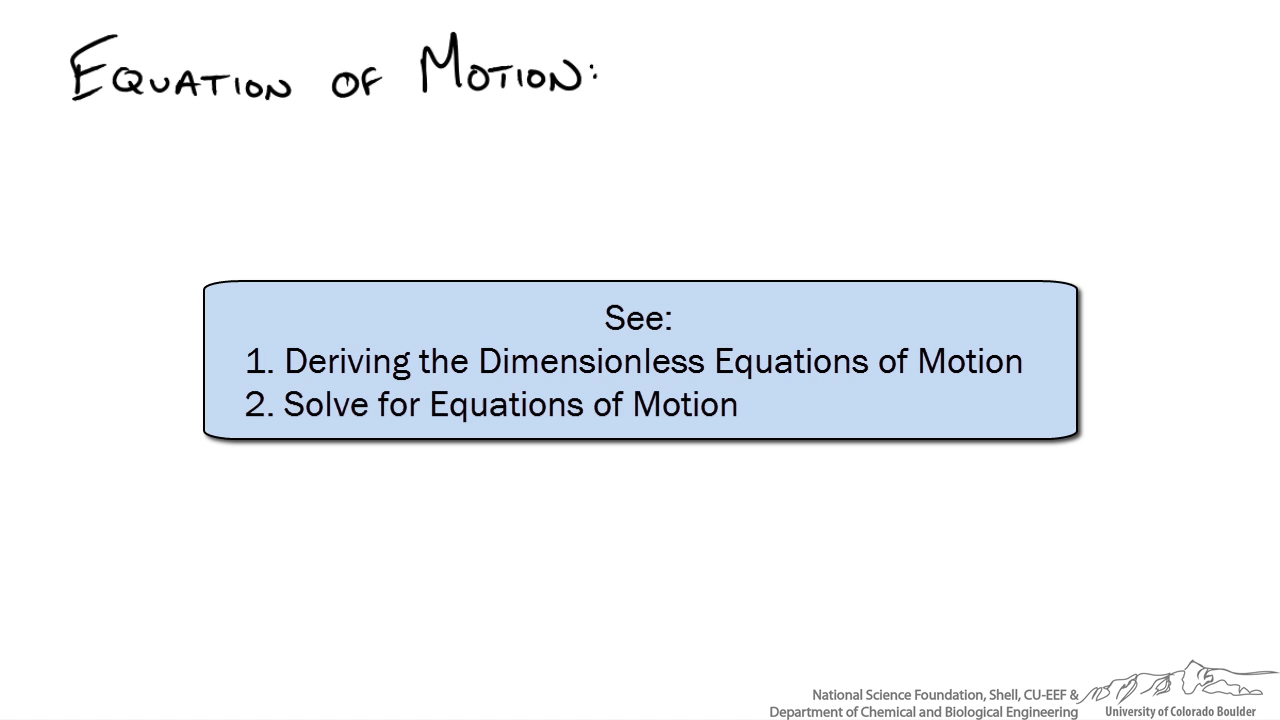 EQUATION OF MOTION:
See:
1. Deriving the Dimensionless Equations of Motion
2. Solve for Equations of Motion
National Science Foundation, Shell, CU-EEF &
Department of Chemical and Biological Engineering
University of Colorado Boulder